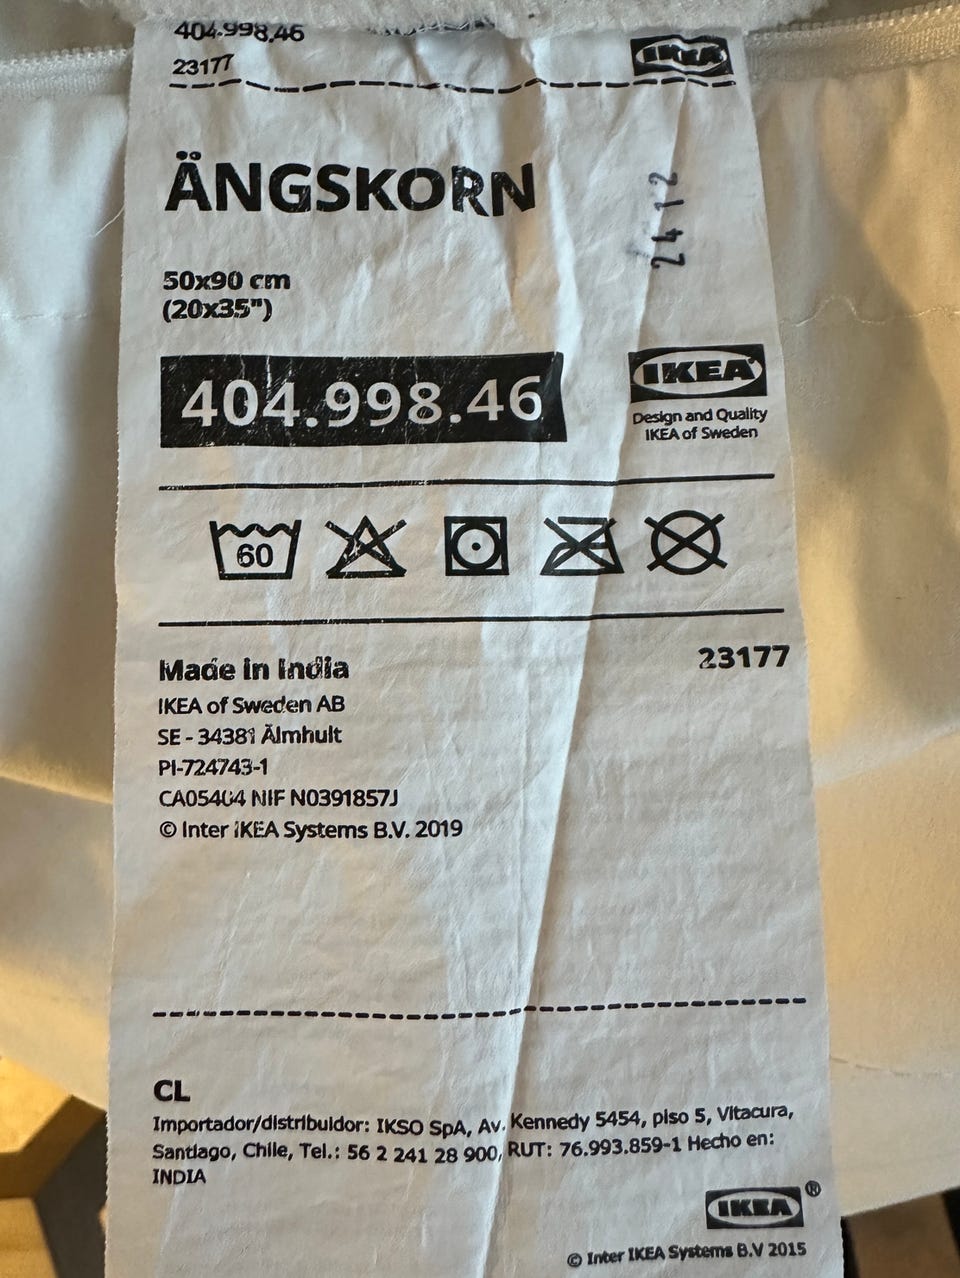 404.998.46
IKEA
23177
ÄNGSKORN
2412
50x90 cm
(20x35")
404.998.46
IKEA
Design and Quality
IKEA of Sweden
60
Made in India
23177
IKEA of Sweden AB
SE - 34381 Älmhult
PI-724743-1
CA05404 NIF N0391857J
© Inter IKEA Systems B.V. 2019
CL
Importador/distribuidor: IKSO SpA, Av. Kennedy 5454, piso 5, Vitacura,
Santiago, Chile, Tel.: 56 2 241 28 900, RUT: 76.993.859-1 Hecho en:
INDIA
IKEA®
© Inter IKEA Systems B.V 2015